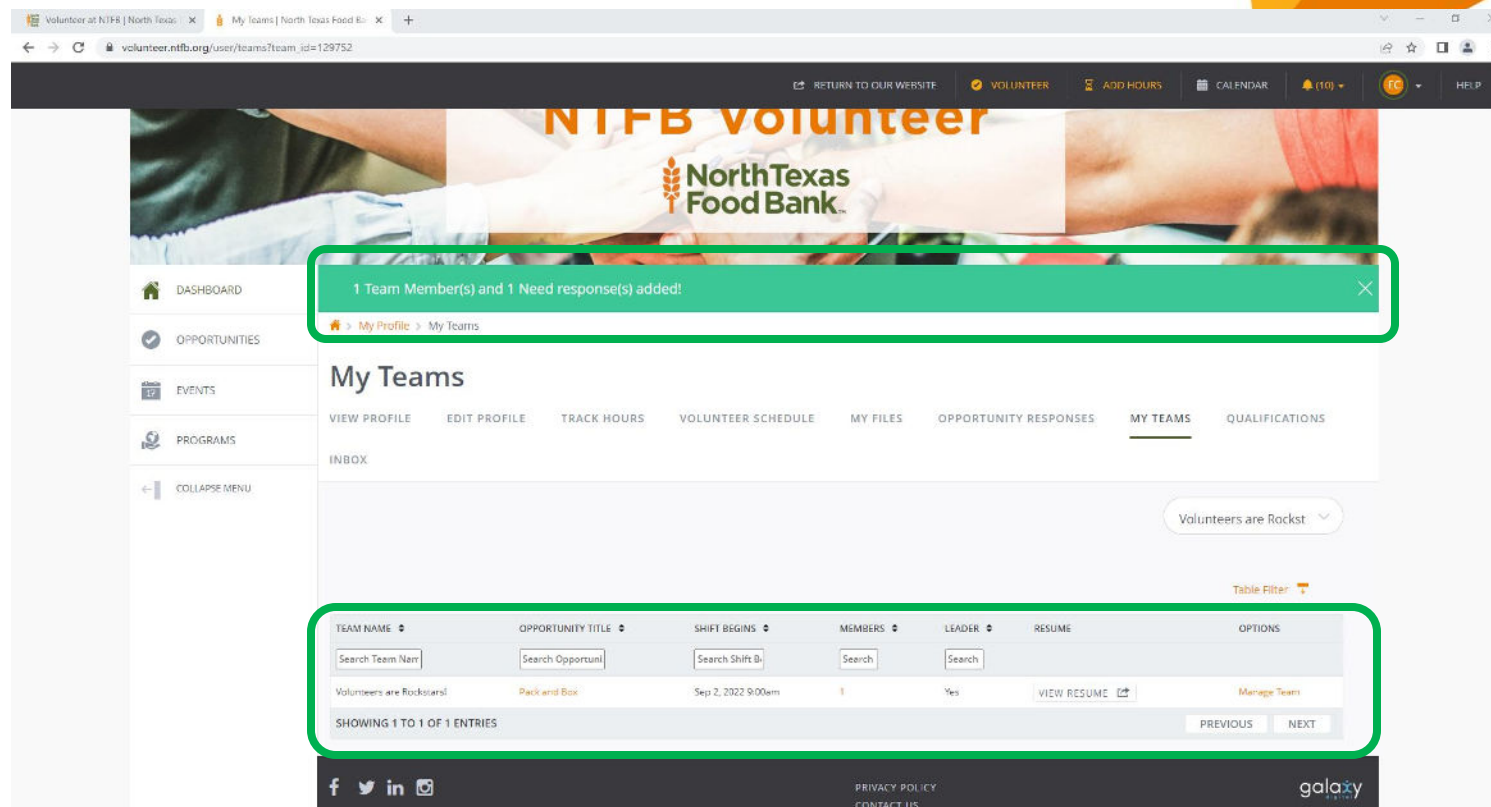 Volunteer at NTFB | North Texas
My Teams | North Texas Food Ba
volunteer.ntfb.org/user/teams?team_id=129752
RETURN TO OUR WEBSITE
VOLUNTEER
ADD HOURS
CALENDAR
(10)
FC
HELP
NTFB Volunteer
North Texas
Food Bank
1 Team Member(s) and 1 Need response(s) added!
DASHBOARD
OPPORTUNITIES
EVENTS
PROGRAMS
COLLAPSE MENU
> My Profile > My Teams
My Teams
VIEW PROFILE EDIT PROFILE TRACK HOURS VOLUNTEER SCHEDULE MY FILES OPPORTUNITY RESPONSES MY TEAMS QUALIFICATIONS
INBOX
Volunteers are Rockst
Table Filter
TEAM NAME OPPORTUNITY TITLE SHIFT BEGINS MEMBERS LEADER RESUME OPTIONS
Search Team Nam Search Opportuni Search Shift B Search Search
Volunteers are Rockstars! Pack and Box Sep 2, 2022 9:00am 1 Yes VIEW RESUME Manage Team
SHOWING 1 TO 1 OF 1 ENTRIES PREVIOUS NEXT
PRIVACY POLICY
CONTACT US
galaxy
digital